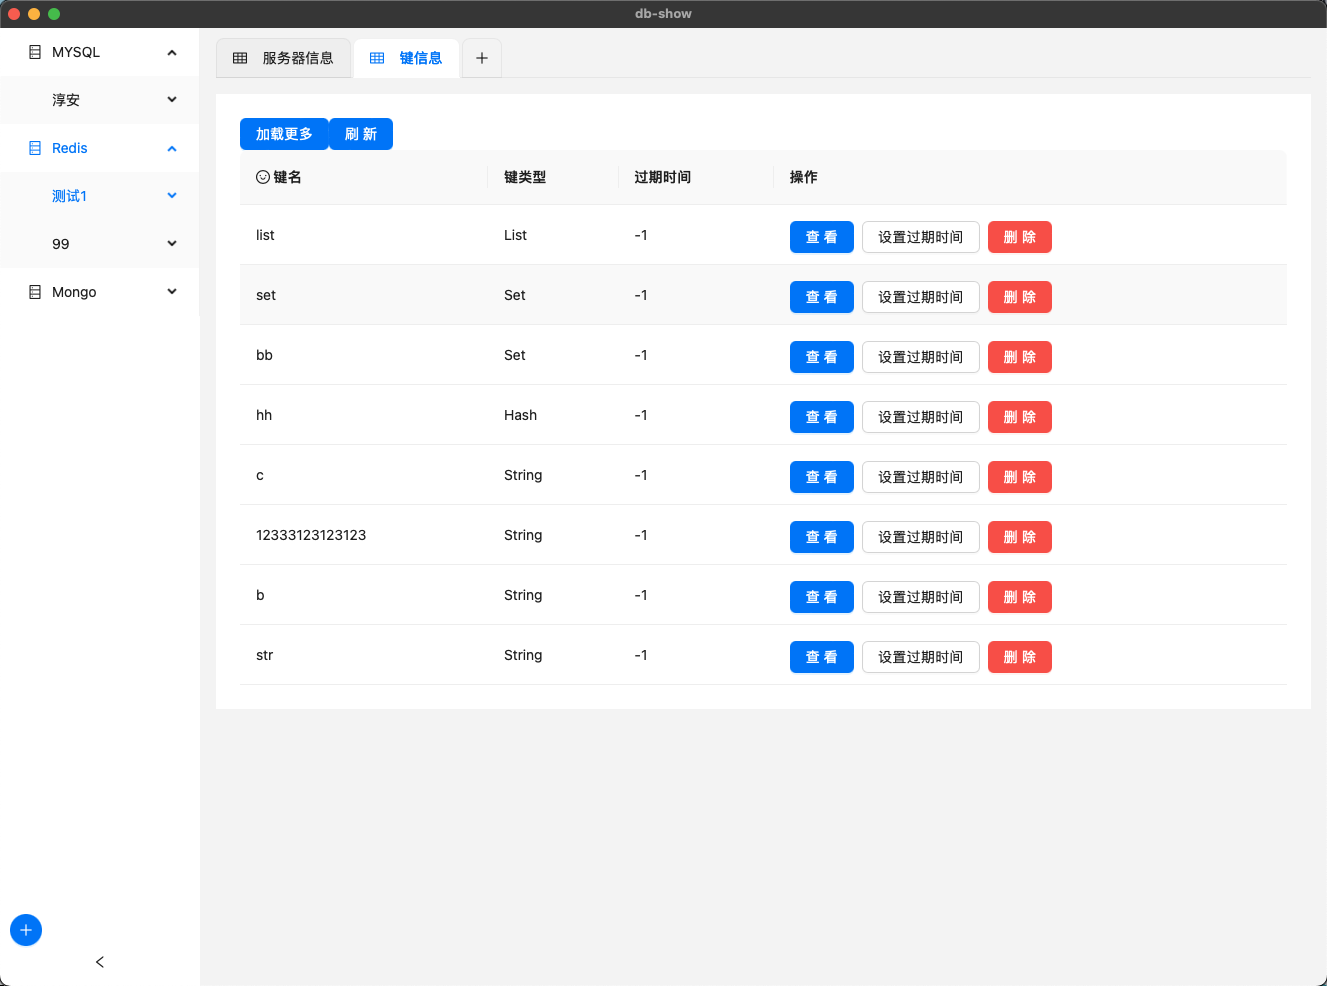 db-show
MYSQL
淳安
Redis
测试1
99
Mongo
服务器信息 键信息
加载更多 刷 新
键名 键类型 过期时间 操作
list List -1 查 看 设置过期时间 删 除
set Set -1 查 看 设置过期时间 删 除
bb Set -1 查 看 设置过期时间 删 除
hh Hash -1 查 看 设置过期时间 删 除
c String -1 查 看 设置过期时间 删 除
12333123123123 String -1 查 看 设置过期时间 删 除
b String -1 查 看 设置过期时间 删 除
str String -1 查 看 设置过期时间 删 除